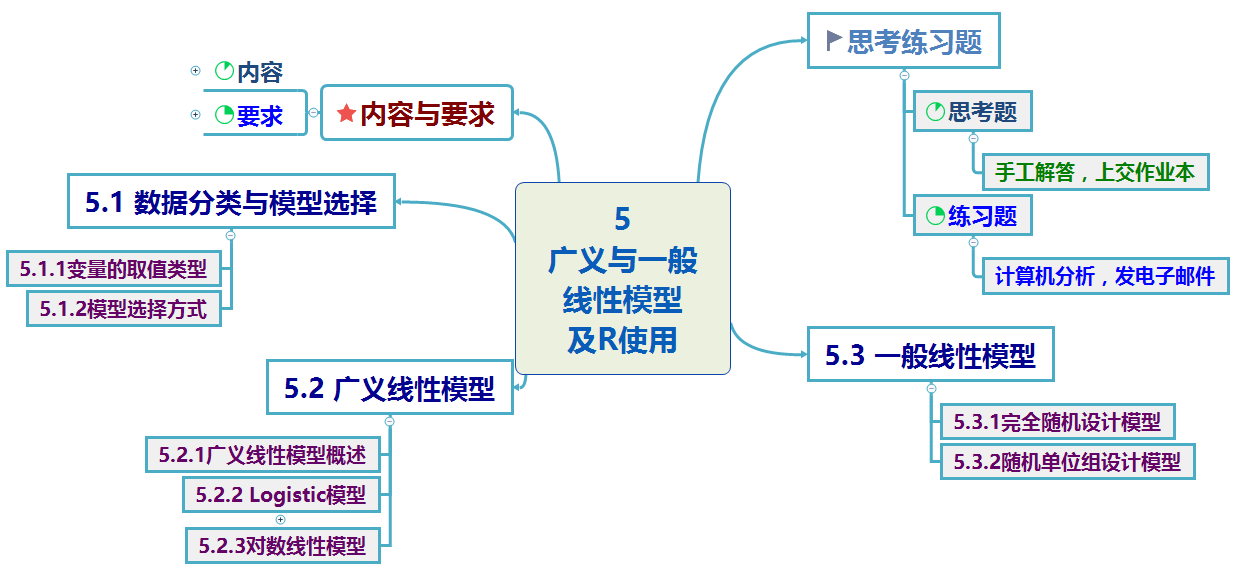 5
广义与一般
线性模型
及R使用
内容与要求
内容
要求
5.1 数据分类与模型选择
5.1.1变量的取值类型
5.1.2模型选择方式
5.2 广义线性模型
5.2.1广义线性模型概述
5.2.2 Logistic模型
5.2.3对数线性模型
5.3 一般线性模型
5.3.1完全随机设计模型
5.3.2随机单位组设计模型
思考练习题
思考题
手工解答，上交作业本
练习题
计算机分析，发电子邮件